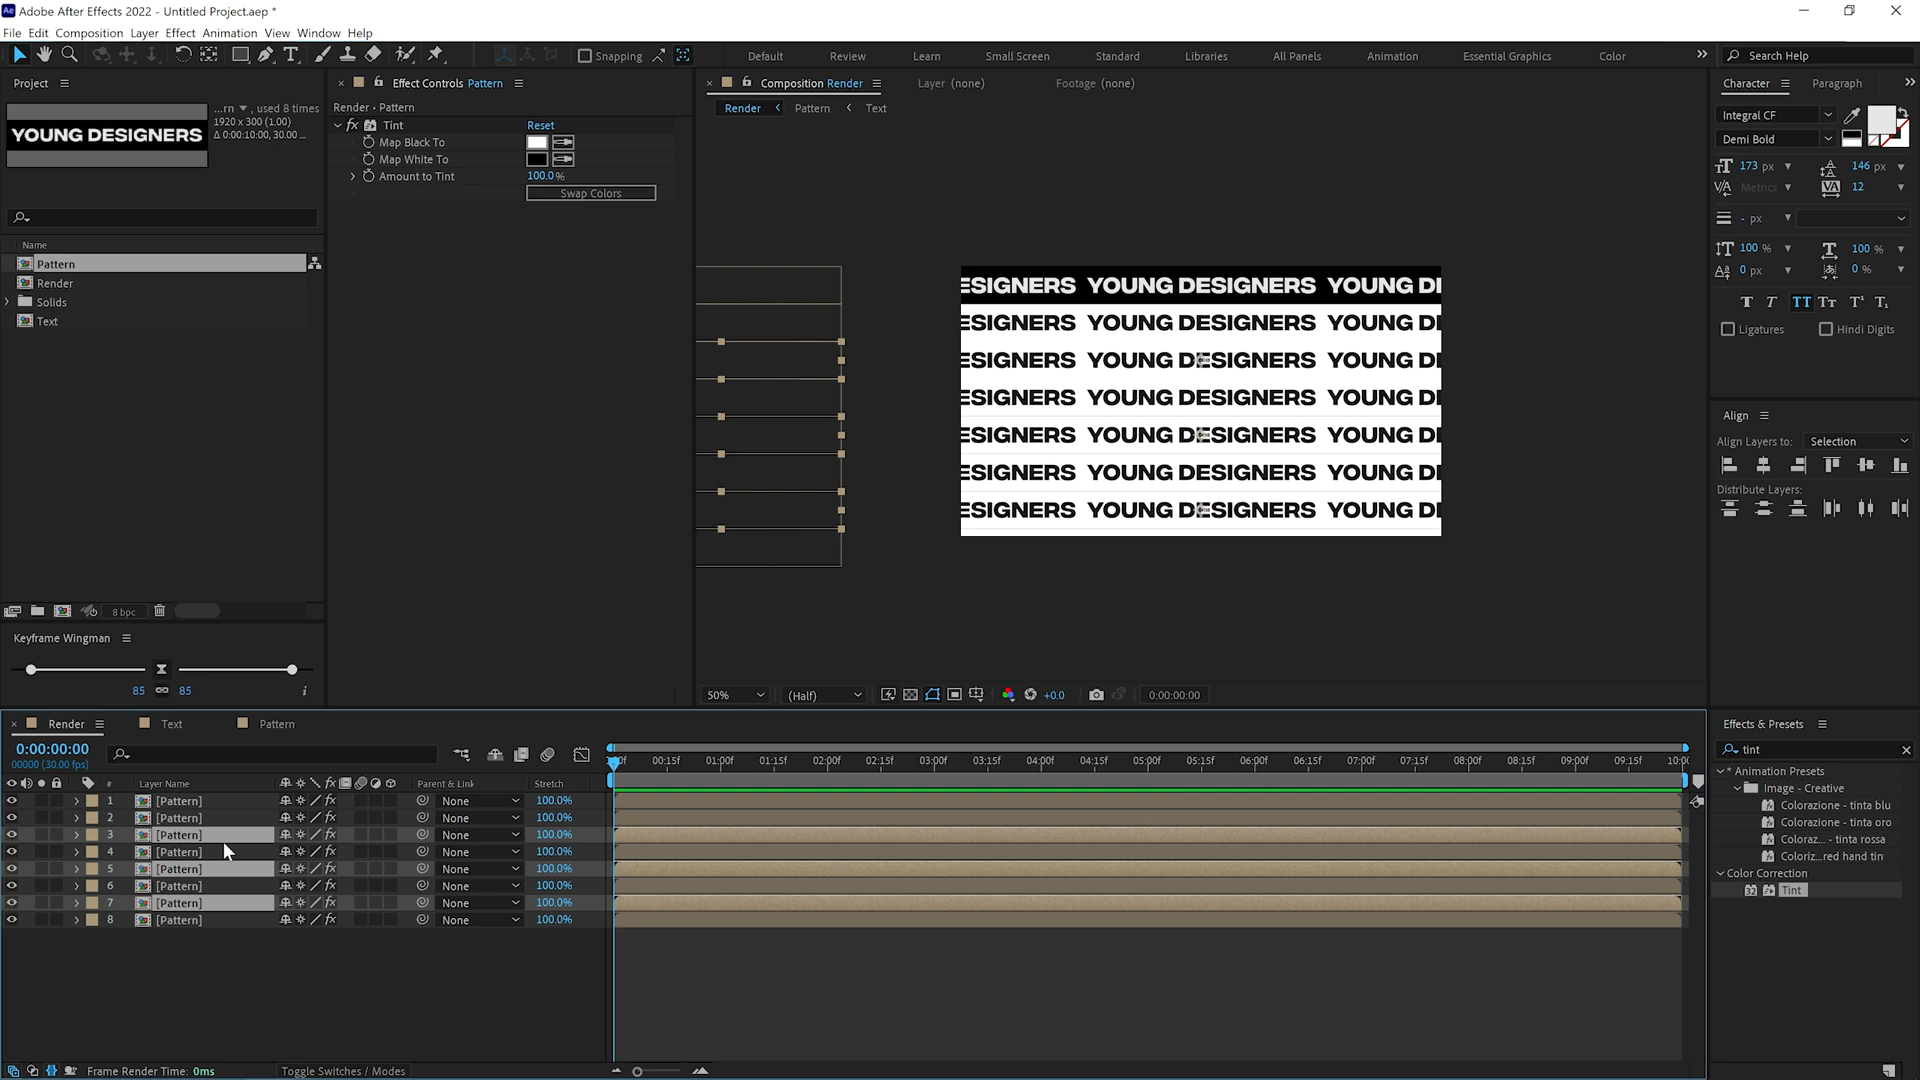 Adobe After Effects 2022 - Untitled Project.aep *
File Edit Composition Layer Effect Animation View Window Help
Snapping
Default Review Learn Small Screen Standard Libraries All Panels Animation Essential Graphics Color
Search Help
Project
...rn ▼, used 8 times
1920 x 300 (1.00)
Δ 0:00:10:00, 30.00 ...
YOUNG DESIGNERS
Name
Pattern
Render
Solids
Text
8 bpc
Keyframe Wingman
85 85
Effect Controls Pattern
Render • Pattern
fx Tint Reset
Map Black To
Map White To
Amount to Tint 100.0%
Swap Colors
Composition Render
Layer (none)
Footage (none)
Render Pattern Text
ESIGNERS YOUNG DESIGNERS YOUNG DI
ESIGNERS YOUNG DESIGNERS YOUNG DI
ESIGNERS YOUNG DESIGNERS YOUNG DI
ESIGNERS YOUNG DESIGNERS YOUNG DI
ESIGNERS YOUNG DESIGNERS YOUNG DI
ESIGNERS YOUNG DESIGNERS YOUNG DI
ESIGNERS YOUNG DESIGNERS YOUNG DI
50% (Half) +0.0 0:00:00:00
Character Paragraph
Integral CF
Demi Bold
173 px 146 px
Metrics 12
- px
100 % 100 %
0 px 0 %
Ligatures Hindi Digits
Align
Align Layers to: Selection
Distribute Layers:
Render Text Pattern
0:00:00:00
00000 (30.00 fps)
00:15f 01:00f 01:15f 02:00f 02:15f 03:00f 03:15f 04:00f 04:15f 05:00f 05:15f 06:00f 06:15f 07:00f 07:15f 08:00f 08:15f 09:00f 09:15f 10:00
# Layer Name Parent & Link Stretch
1 [Pattern] None 100.0%
2 [Pattern] None 100.0%
3 [Pattern] None 100.0%
4 [Pattern] None 100.0%
5 [Pattern] None 100.0%
6 [Pattern] None 100.0%
7 [Pattern] None 100.0%
8 [Pattern] None 100.0%
Frame Render Time: 0ms
Toggle Switches / Modes
Effects & Presets
tint
* Animation Presets
Image - Creative
Colorazione - tinta blu
Colorazione - tinta oro
Coloraz... - tinta rossa
Coloriz...red hand tin
Color Correction
Tint